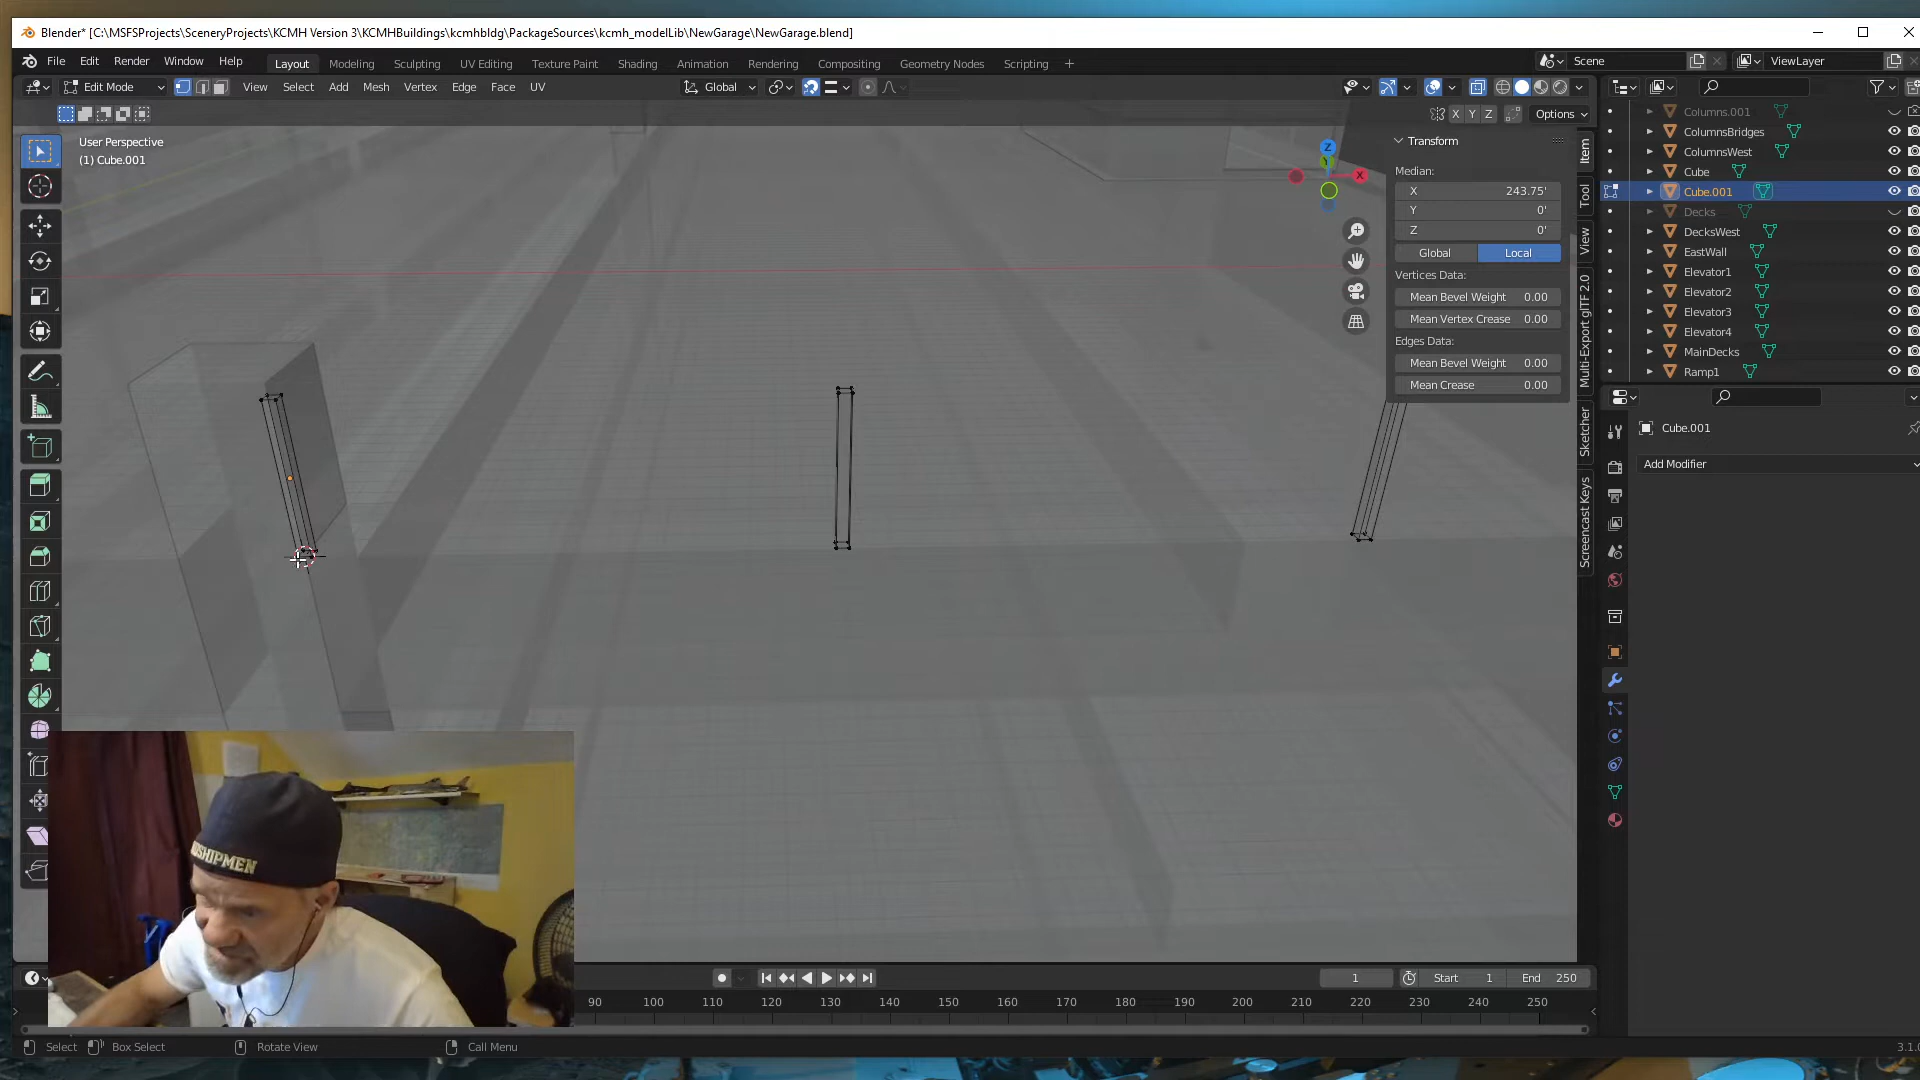 Blender* [C:\MSFSProjects\SceneryProjects\KCMH Version 3\KCMHBuildings\kcmhbldg\PackageSources\kcmh_modelLib\NewGarage\NewGarage.blend]
File Edit Render Window Help Layout Modeling Sculpting UV Editing Texture Paint Shading Animation Rendering Compositing Geometry Nodes Scripting
Scene ViewLayer
Edit Mode View Select Add Mesh Vertex Edge Face UV Global
X Y Z Options
User Perspective
(1) Cube.001
Z
X
Transform
Median:
X 243.75'
Y 0'
Z 0'
Global Local
Vertices Data:
Mean Bevel Weight 0.00
Mean Vertex Crease 0.00
Edges Data:
Mean Bevel Weight 0.00
Mean Crease 0.00
Item
Tool
View
Multi-Export glTF 2.0
Sketcher
Screencast Keys
Columns.001
ColumnsBridges
ColumnsWest
Cube
Cube.001
Decks
DecksWest
EastWall
Elevator1
Elevator2
Elevator3
Elevator4
MainDecks
Ramp1
Cube.001
Add Modifier
1 Start 1 End 250
90 100 110 120 130 140 150 160 170 180 190 200 210 220 230 240 250
Select Box Select Rotate View Call Menu